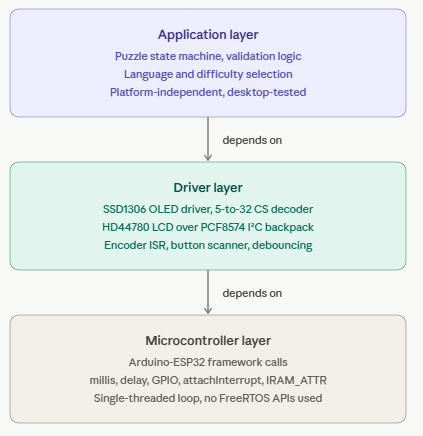 Application layer
Puzzle state machine, validation logic
Language and difficulty selection
Platform-independent, desktop-tested
depends on
Driver layer
SSD1306 OLED driver, 5-to-32 CS decoder
HD44780 LCD over PCF8574 I²C backpack
Encoder ISR, button scanner, debouncing
depends on
Microcontroller layer
Arduino-ESP32 framework calls
millis, delay, GPIO, attachInterrupt, IRAM_ATTR
Single-threaded loop, no FreeRTOS APIs used